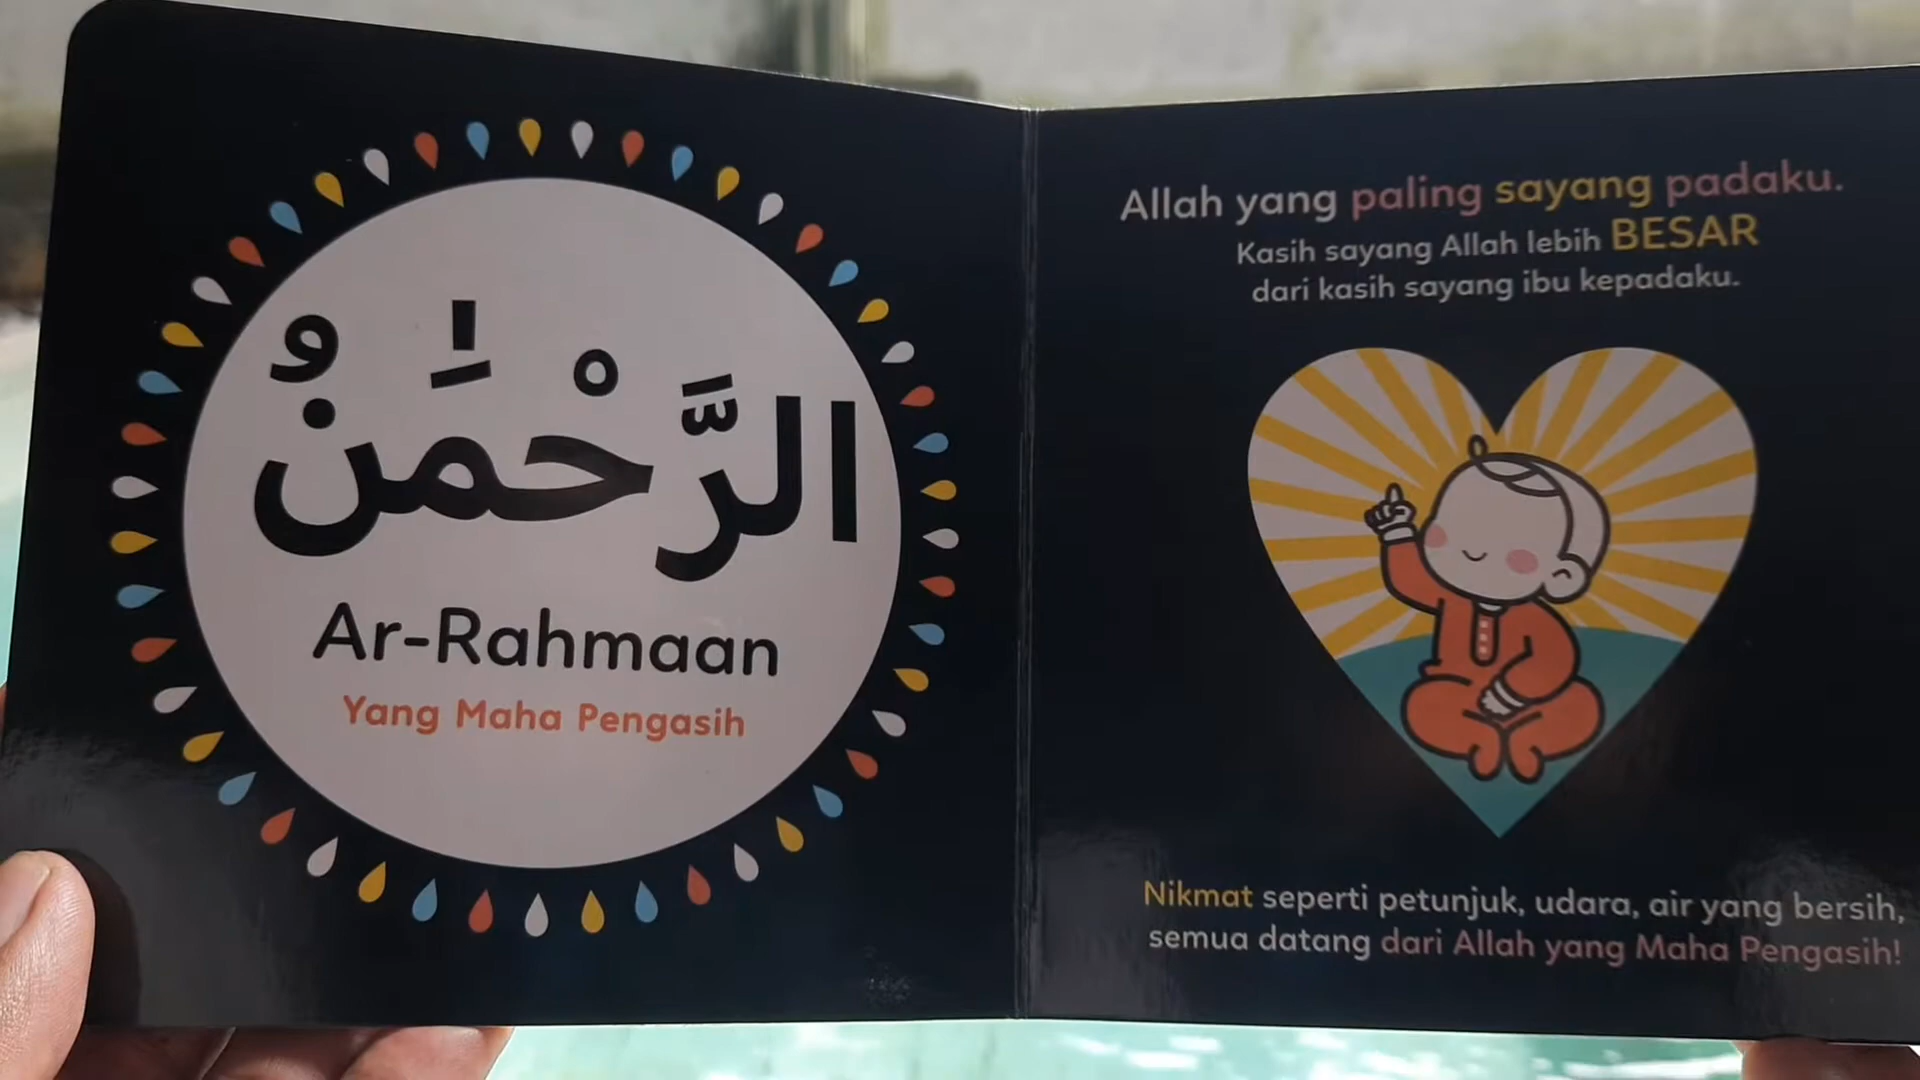 الرَّحْمَٰنُ
Ar-Rahmaan
Yang Maha Pengasih
Allah yang paling sayang padaku.
Kasih sayang Allah lebih BESAR
dari kasih sayang ibu kepadaku.
Nikmat seperti petunjuk, udara, air yang bersih,
semua datang dari Allah yang Maha Pengasih!